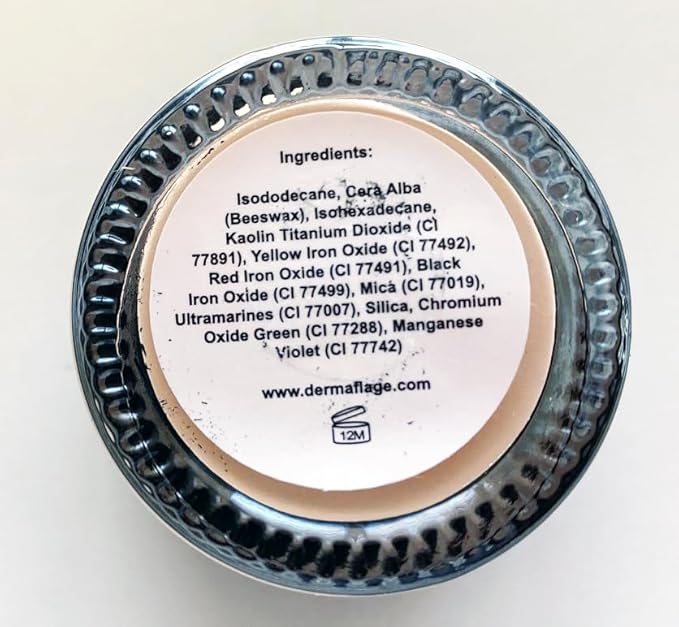 Ingredients:
Isododecane, Cera Alba
(Beeswax), Isohexadecane,
Kaolin Titanium Dioxide (CI
77891), Yellow Iron Oxide (CI 77492),
Red Iron Oxide (CI 77491), Black
Iron Oxide (CI 77499), Mica (CI 77019),
Ultramarines (CI 77007), Silica, Chromium
Oxide Green (CI 77288), Manganese
Violet (CI 77742)
www.dermaflage.com
12M